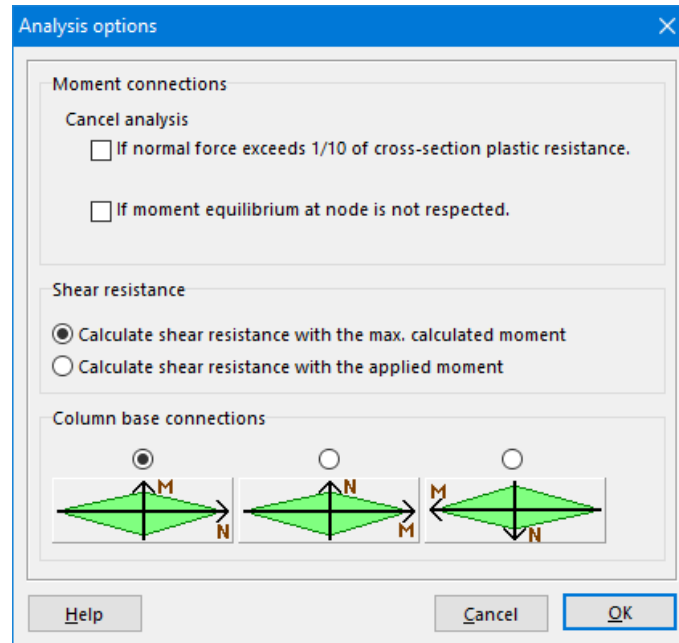 Analysis options
Moment connections
Cancel analysis
If normal force exceeds 1/10 of cross-section plastic resistance.
If moment equilibrium at node is not respected.
Shear resistance
Calculate shear resistance with the max. calculated moment
Calculate shear resistance with the applied moment
Column base connections
M N
N M
M N
Help Cancel OK